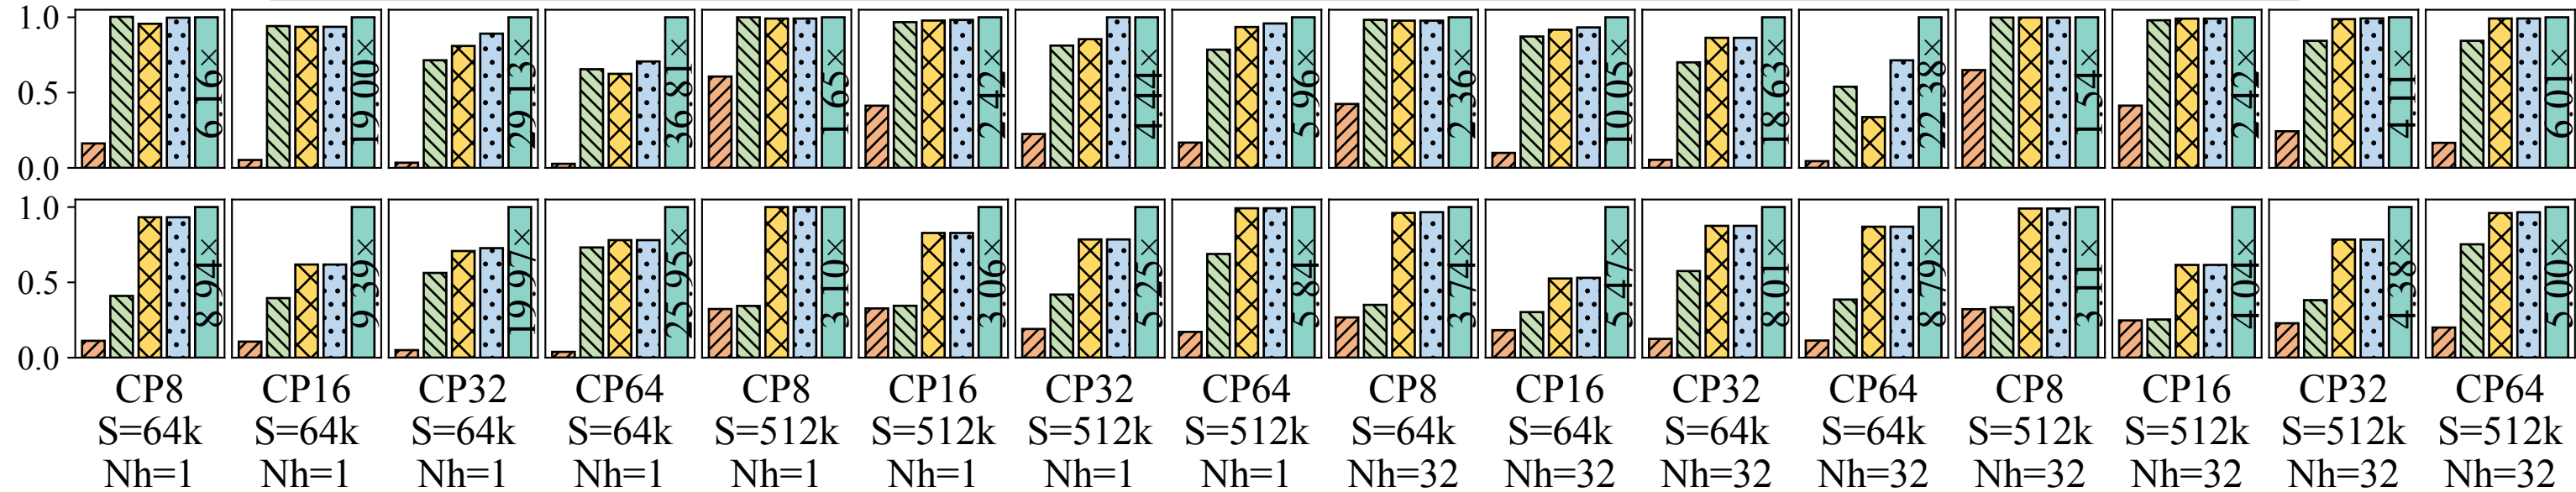 1.0
0.5
0.0
6.16× 19.00× 29.13× 36.81× 1.65× 2.42× 4.44× 5.96× 2.36× 10.05× 18.63× 22.38× 1.54× 2.42× 4.11× 6.01×
1.0
0.5
0.0
8.94× 9.39× 19.97× 25.95× 3.10× 3.06× 5.25× 5.84× 3.74× 5.47× 8.01× 8.79× 3.11× 4.04× 4.38× 5.00×
CP8 CP16 CP32 CP64 CP8 CP16 CP32 CP64 CP8 CP16 CP32 CP64 CP8 CP16 CP32 CP64
S=64k S=64k S=64k S=64k S=512k S=512k S=512k S=512k S=64k S=64k S=64k S=64k S=512k S=512k S=512k S=512k
Nh=1 Nh=1 Nh=1 Nh=1 Nh=1 Nh=1 Nh=1 Nh=1 Nh=32 Nh=32 Nh=32 Nh=32 Nh=32 Nh=32 Nh=32 Nh=32